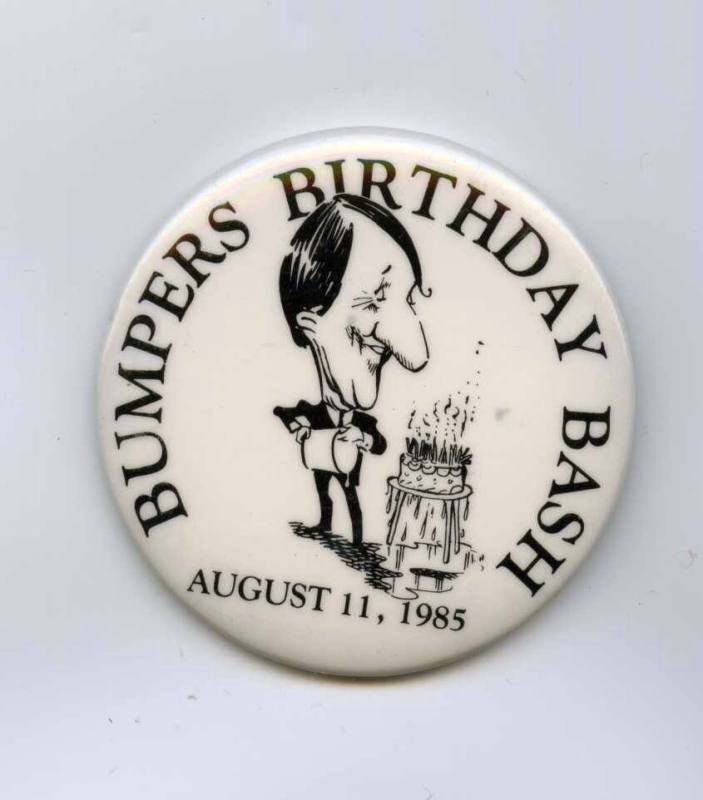 BUMPERS BIRTHDAY BASH
AUGUST 11, 1985